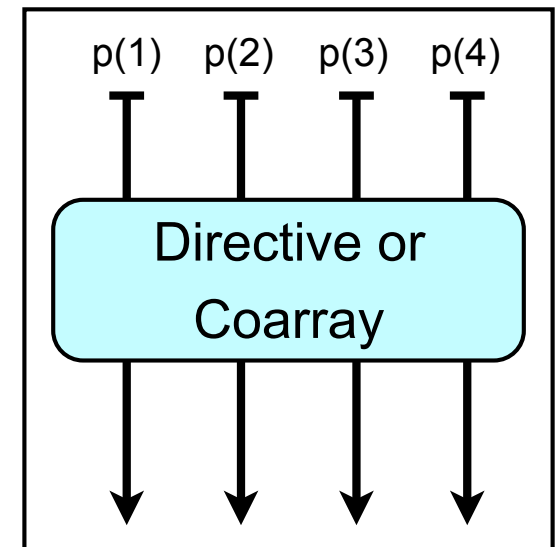 p(1) p(2) p(3) p(4)
Directive or
Coarray